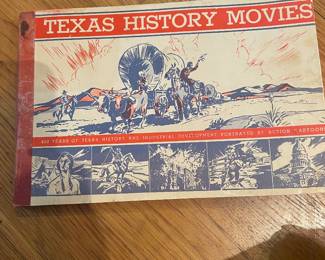 TEXAS HISTORY MOVIES
400 YEARS OF TEXAS HISTORY AND INDUSTRIAL DEVELOPMENT PORTRAYED BY ACTION CARTOONS